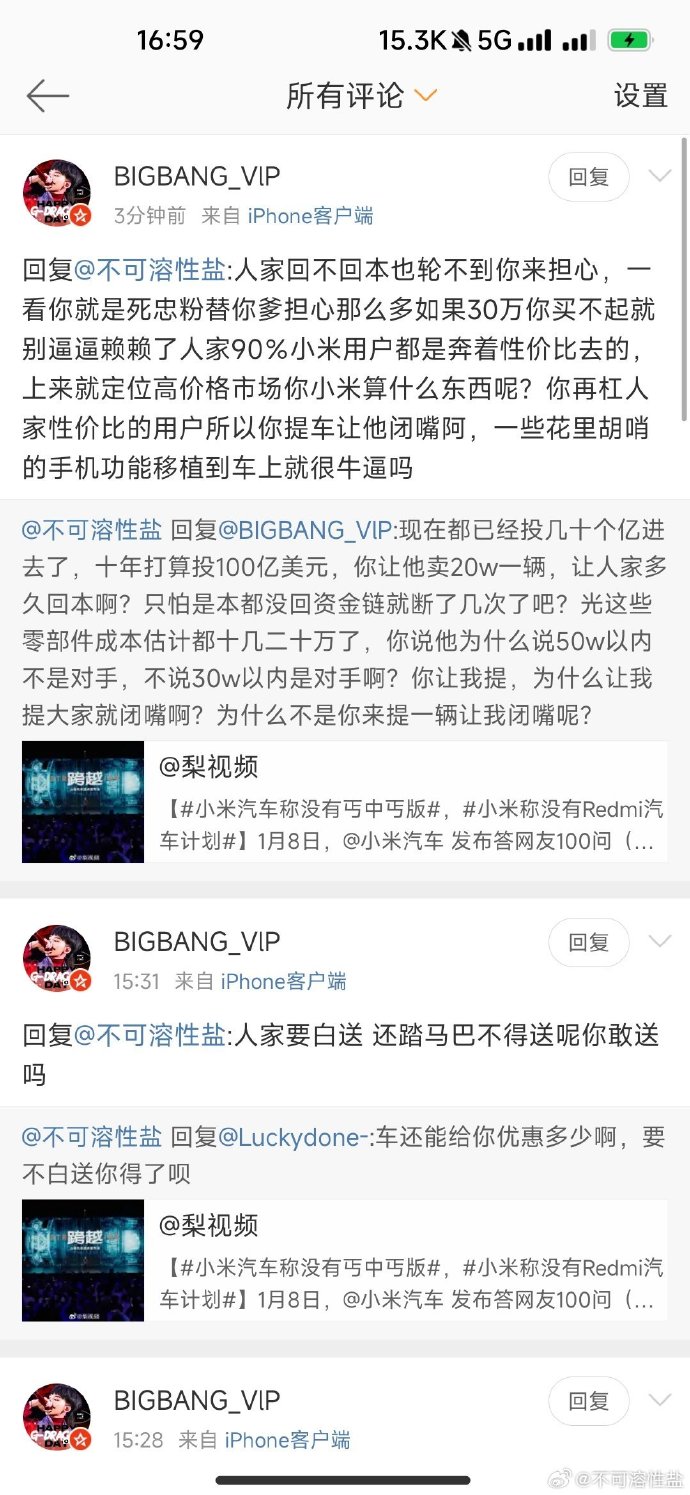 16:59
15.3K 5G
所有评论
设置
BIGBANG_VlP
回复
3分钟前 来自 iPhone客户端
回复@不可溶性盐:人家回不回本也轮不到你来担心，一
看你就是死忠粉替你爹担心那么多如果30万你买不起就
别逼逼赖赖了人家90%小米用户都是奔着性价比去的，
上来就定位高价格市场你小米算什么东西呢？你再杠人
家性价比的用户所以你提车让他闭嘴阿，一些花里胡哨
的手机功能移植到车上就很牛逼吗
@不可溶性盐 回复@BIGBANG_VlP:现在都已经投几十个亿进
去了，十年打算投100亿美元，你让他卖20w一辆，让人家多
久回本啊？只怕是本都没回资金链就断了几次了吧？光这些
零部件成本估计都十几二十万了，你说他为什么说50w以内
不是对手，不说30w以内是对手啊？你让我提，为什么让我
提大家就闭嘴啊？为什么不是你来提一辆让我闭嘴呢？
跨越
@梨视频
@梨视频
【#小米汽车称没有丐中丐版#，#小米称没有Redmi汽
车计划#】1月8日，@小米汽车 发布答网友100问（...
BIGBANG_VlP
回复
15:31 来自 iPhone客户端
回复@不可溶性盐:人家要白送 还踏马巴不得送呢你敢送
吗
@不可溶性盐 回复@Luckydone-:车还能给你优惠多少啊，要
不白送你得了呗
跨越
@梨视频
@梨视频
【#小米汽车称没有丐中丐版#，#小米称没有Redmi汽
车计划#】1月8日，@小米汽车 发布答网友100问（...
BIGBANG_VlP
回复
15:28 来自 iPhone客户端
@不可溶性盐